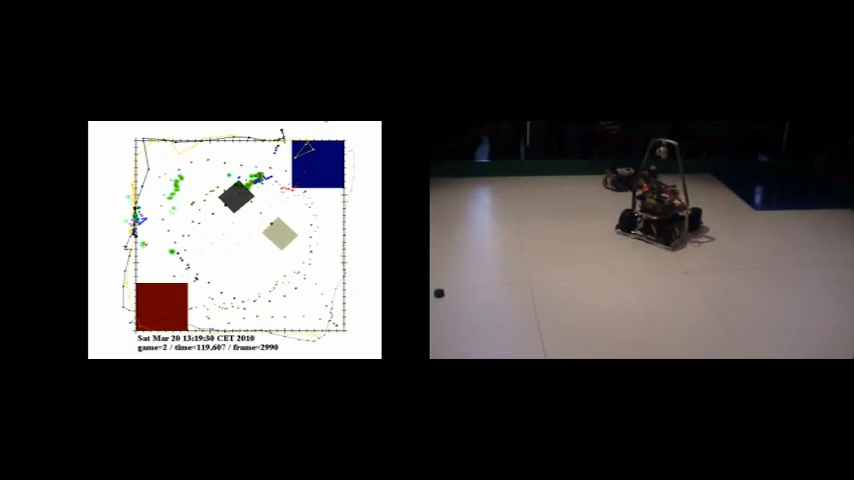 Sat Mar 20 13:19:30 CET 2010
game=2 / time=119,607 / frame=2990